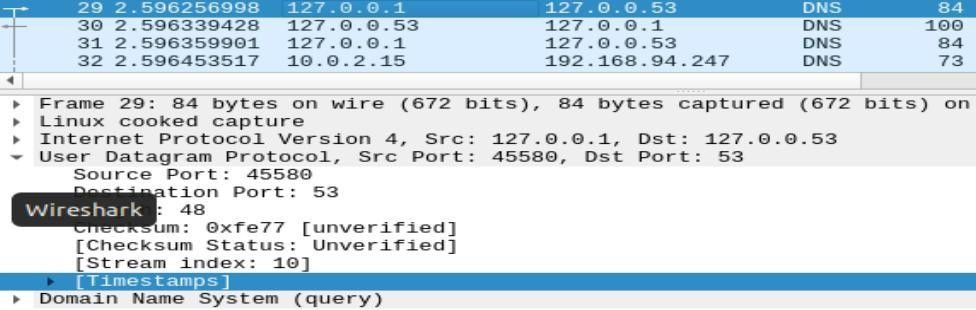 29 2.596256998 127.0.0.1 127.0.0.53 DNS 84
30 2.596339428 127.0.0.53 127.0.0.1 DNS 100
31 2.596359901 127.0.0.1 127.0.0.53 DNS 84
32 2.596453517 10.0.2.15 192.168.94.247 DNS 73
Frame 29: 84 bytes on wire (672 bits), 84 bytes captured (672 bits) on
Linux cooked capture
Internet Protocol Version 4, Src: 127.0.0.1, Dst: 127.0.0.53
User Datagram Protocol, Src Port: 45580, Dst Port: 53
Source Port: 45580
Destination Port: 53
Wireshark : 48
Checksum: 0xfe77 [unverified]
[Checksum Status: Unverified]
[Stream index: 10]
[Timestamps]
Domain Name System (query)